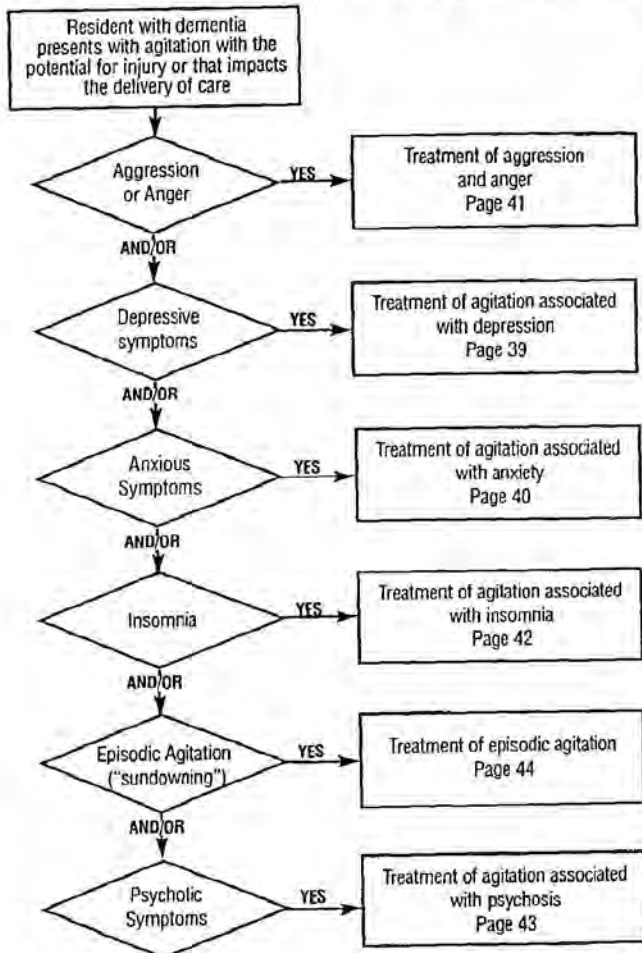 Resident with dementia
presents with agitation with the
potential for injury or that impacts
the delivery of care
Aggression
or Anger
YES
Treatment of aggression
and anger
Page 41
AND/OR
Depressive
symptoms
YES
Treatment of agitation associated
with depression
Page 39
AND/OR
Anxious
Symptoms
YES
Treatment of agitation associated
with anxiety
Page 40
AND/OR
Insomnia
YES
Treatment of agitation associated
with insomnia
Page 42
AND/OR
Episodic Agitation
("sundowning")
YES
Treatment of episodic agitation
Page 44
AND/OR
Psycholic
Symptoms
YES
Treatment of agitation associated
with psychosis
Page 43